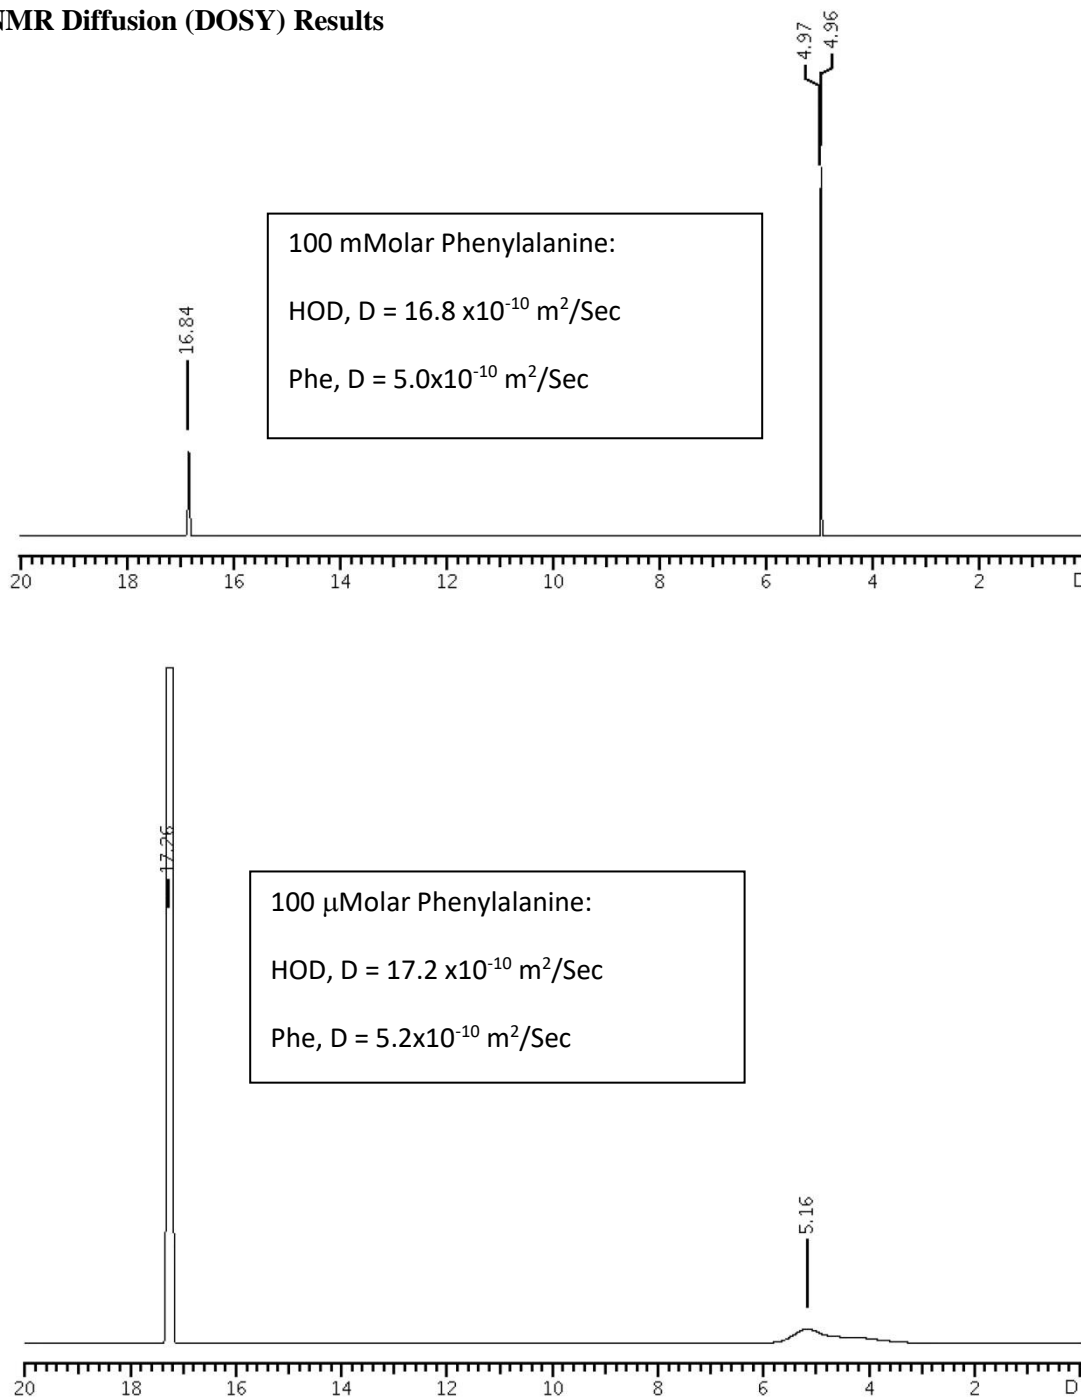 NMR Diffusion (DOSY) Results
4.97
4.96
16.84
100 mMolar Phenylalanine:
HOD, D = 16.8 x10⁻¹⁰ m²/Sec
Phe, D = 5.0x10⁻¹⁰ m²/Sec
20 18 16 14 12 10 8 6 4 2 D
17.26
100 μMolar Phenylalanine:
HOD, D = 17.2 x10⁻¹⁰ m²/Sec
Phe, D = 5.2x10⁻¹⁰ m²/Sec
5.16
20 18 16 14 12 10 8 6 4 2 D